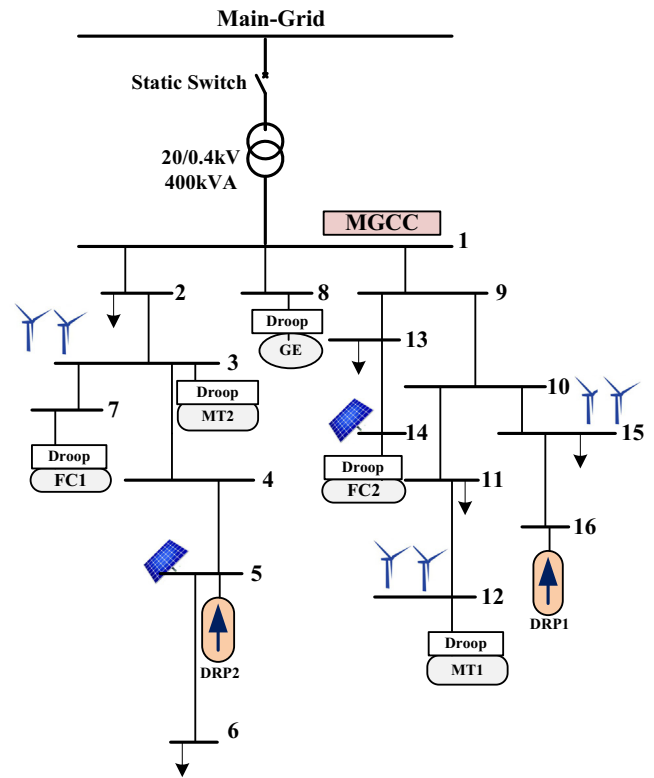 Main-Grid
Static Switch
20/0.4kV
400kVA
MGCC
1
2
8
9
Droop
GE
13
3
10
Droop
MT2
7
15
14
Droop
FC1
Droop
FC2
4
11
16
5
12
DRP2
DRP1
Droop
MT1
6